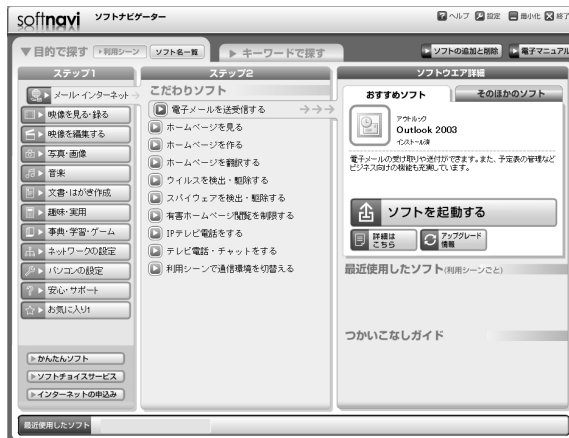 softnavi ソフトナビゲーター
ヘルプ 設定 最小化 終了
▼目的で探す 利用シーン ソフト名一覧 キーワードで探す ソフトの追加と削除 電子マニュアル
ステップ1
メール・インターネット
映像を見る・録る
映像を編集する
写真・画像
音楽
文書・はがき作成
趣味・実用
事典・学習・ゲーム
ネットワークの設定
パソコンの設定
安心・サポート
お気に入り1
かんたんソフト
ソフトチョイスサービス
インターネットの申込み
ステップ2
こだわりソフト
電子メールを送受信する
ホームページを見る
ホームページを作る
ホームページを翻訳する
ウイルスを検出・駆除する
スパイウェアを検出・駆除する
有害ホームページ閲覧を制限する
IPテレビ電話をする
テレビ電話・チャットをする
利用シーンで通信環境を切替える
ソフトウエア詳細
おすすめソフト そのほかのソフト
アウトルック
Outlook 2003
インストール済
電子メールの受け取りや送付ができます。また、予定表の管理など
ビジネス向けの機能も充実しています。
ソフトを起動する
詳細は
こちら
アップグレード
情報
最近使用したソフト(利用シーンごと)
つかいこなしガイド
最近使用したソフト